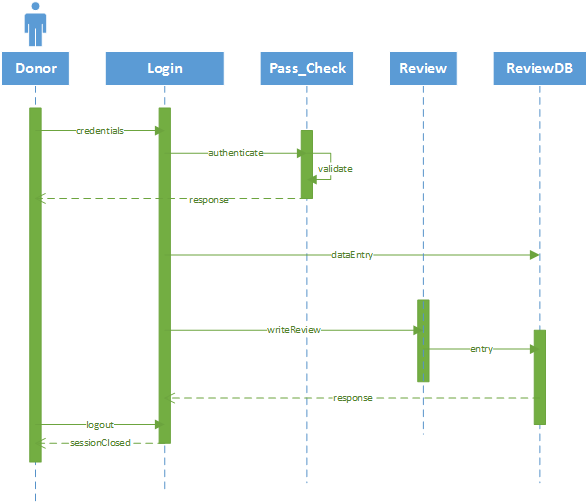 Donor
Login
Pass_Check
Review
ReviewDB
credentials
authenticate
validate
response
dataEntry
writeReview
entry
response
logout
sessionClosed